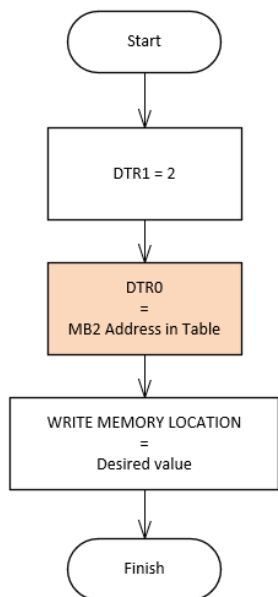 Start
DTR1 = 2
DTR0
=
MB2 Address in Table
WRITE MEMORY LOCATION
=
Desired value
Finish